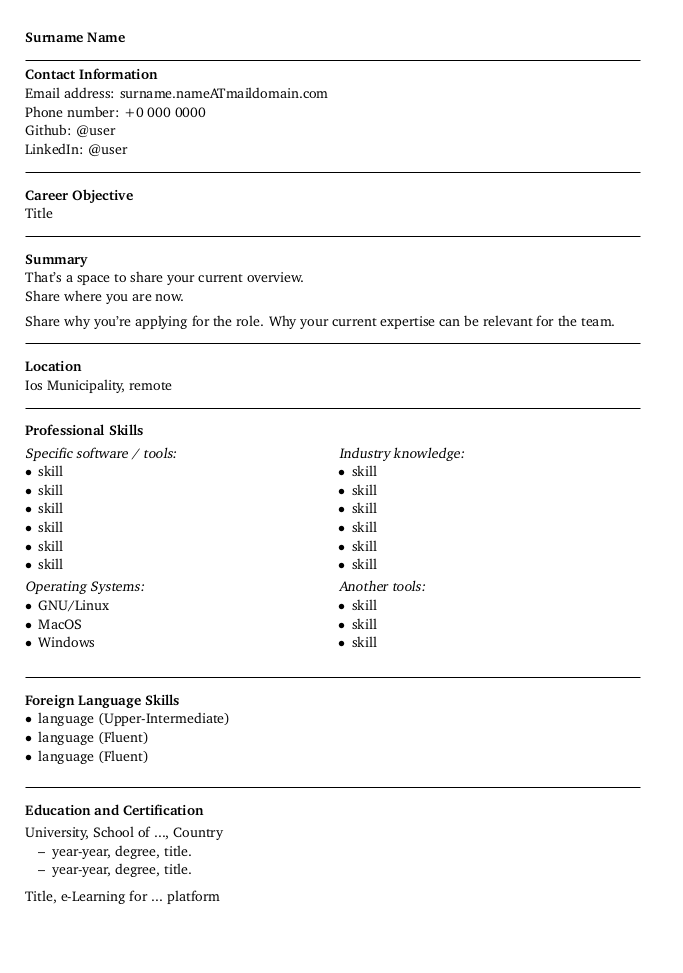 Surname Name
Contact Information
Email address: surname.nameATmaildomain.com
Phone number: +0 000 0000
Github: @user
LinkedIn: @user
Career Objective
Title
Summary
That's a space to share your current overview.
Share where you are now.
Share why you're applying for the role. Why your current expertise can be relevant for the team.
Location
Ios Municipality, remote
Professional Skills
Specific software / tools:
• skill
• skill
• skill
• skill
• skill
• skill
Industry knowledge:
• skill
• skill
• skill
• skill
• skill
• skill
Operating Systems:
• GNU/Linux
• MacOS
• Windows
Another tools:
• skill
• skill
• skill
Foreign Language Skills
• language (Upper-Intermediate)
• language (Fluent)
• language (Fluent)
Education and Certification
University, School of ..., Country
– year-year, degree, title.
– year-year, degree, title.
Title, e-Learning for ... platform